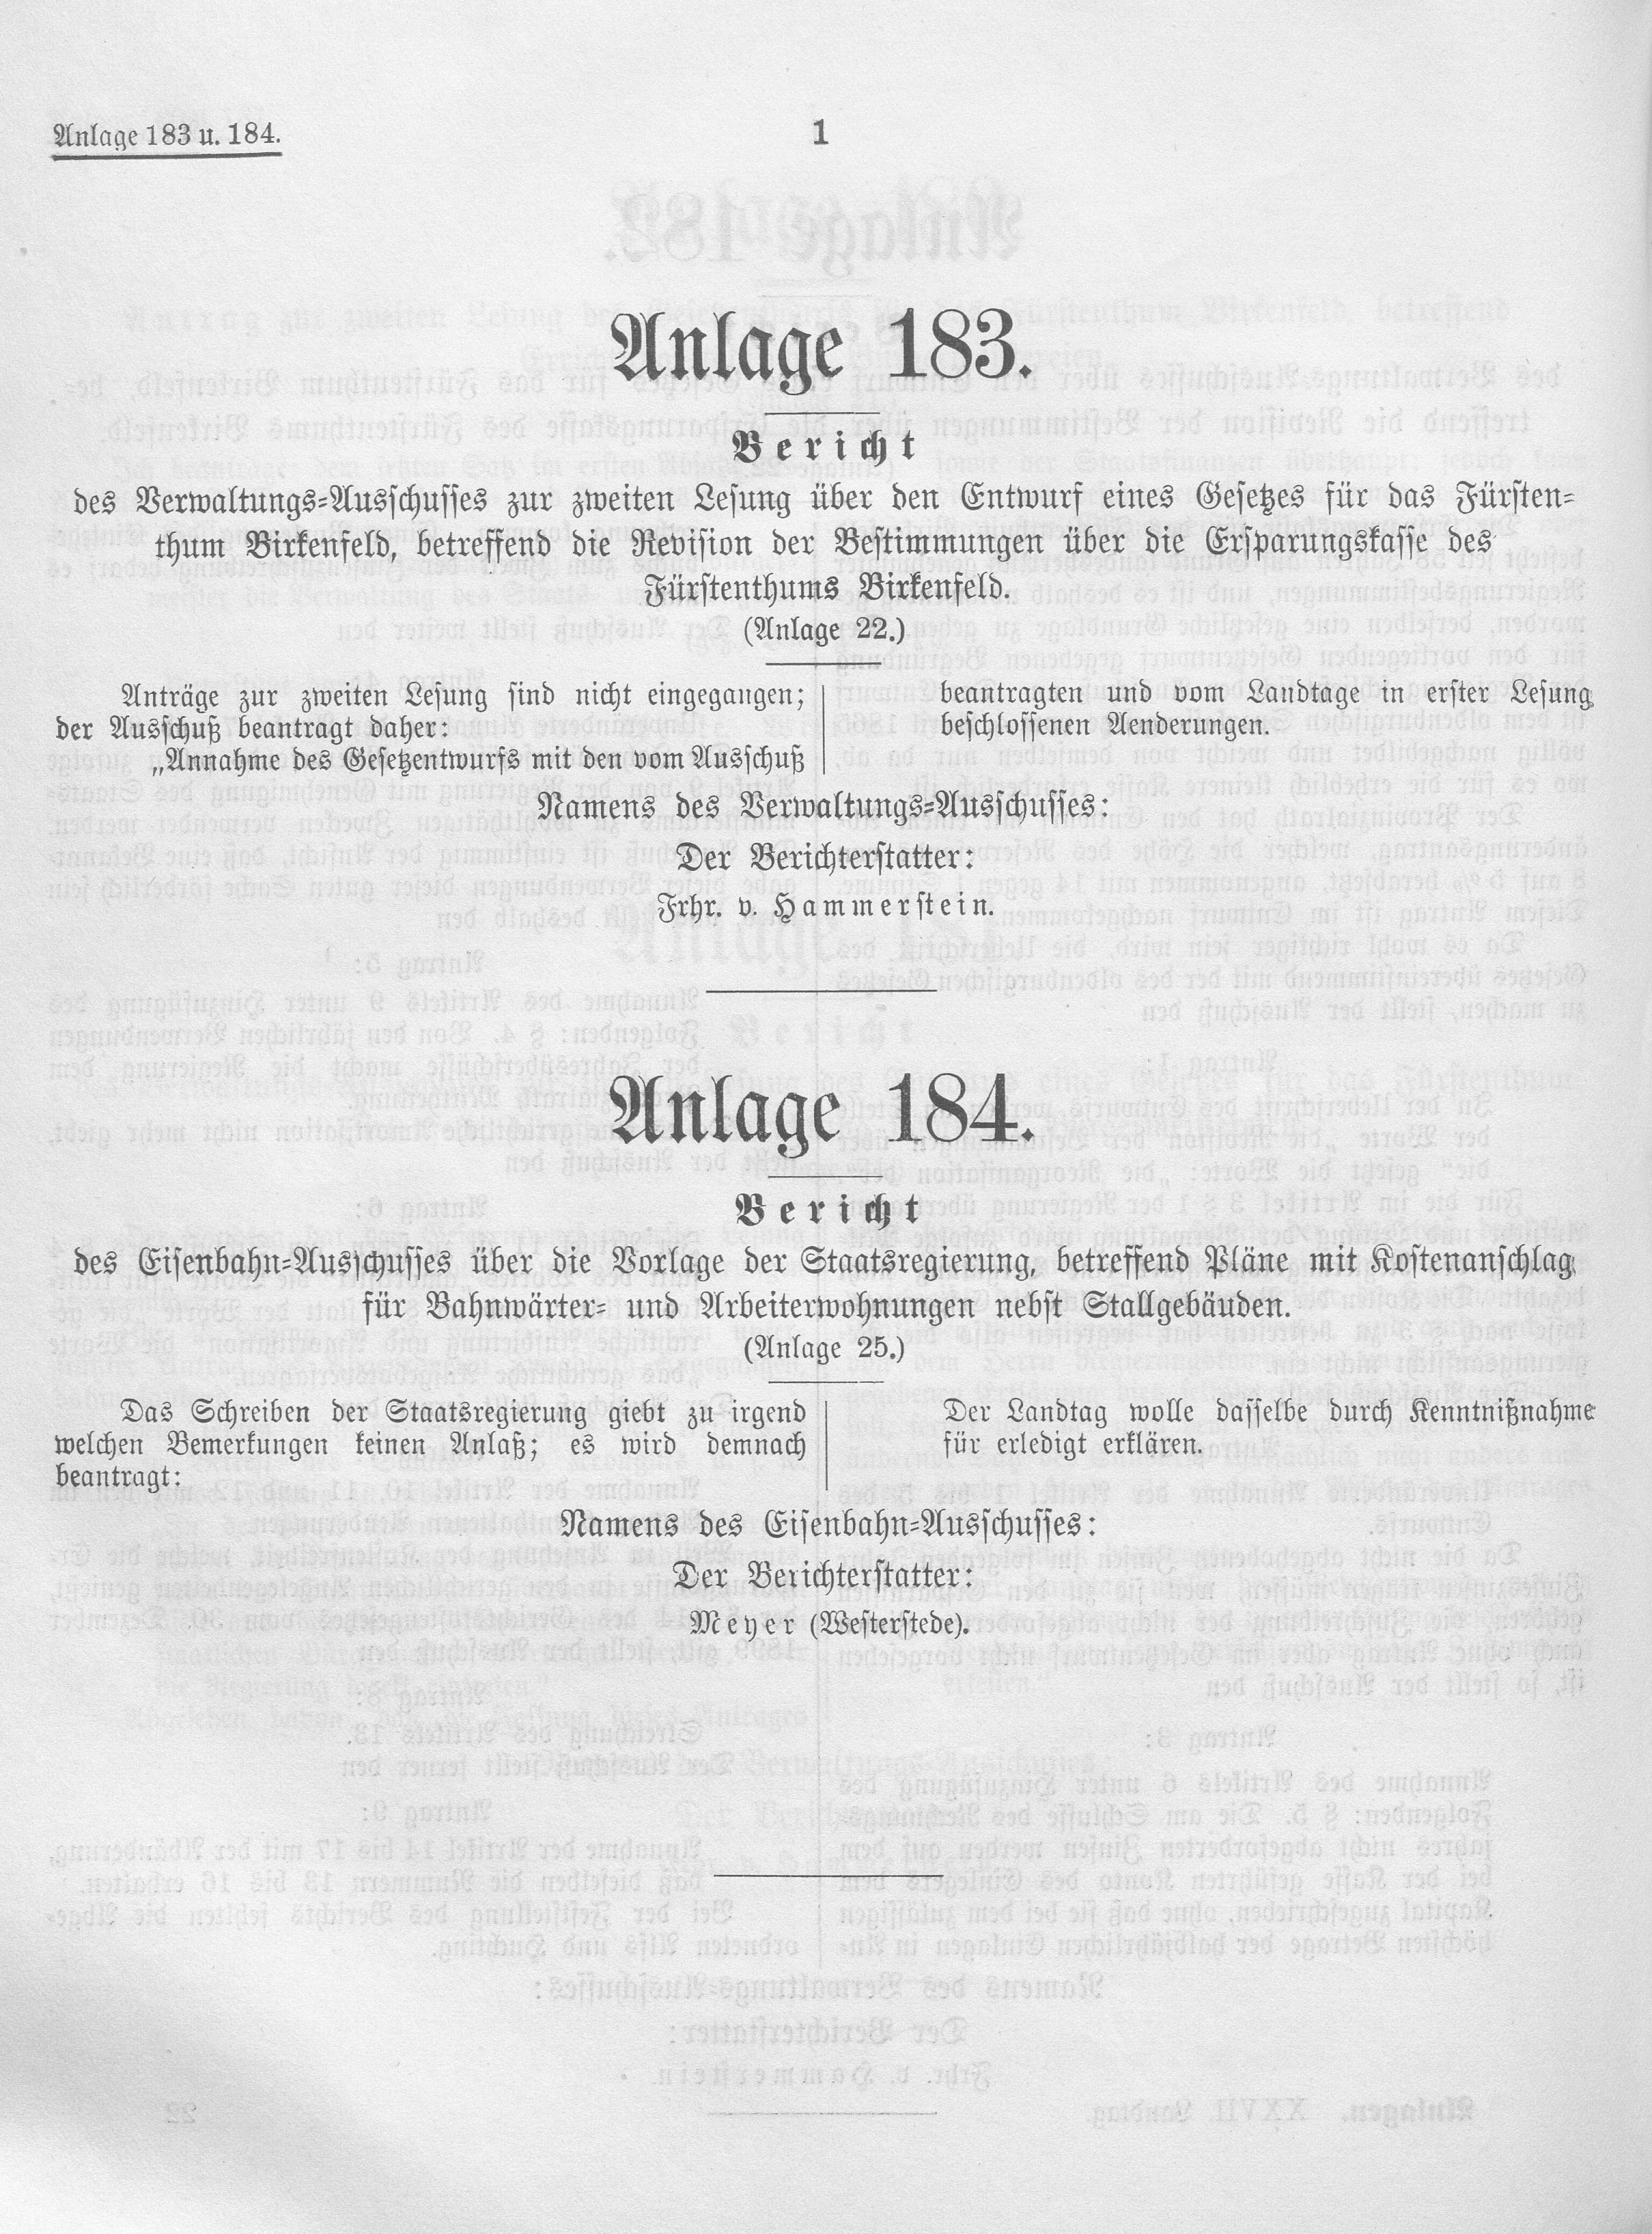 Anlage 183 u. 184.
1
Anlage 183.
Bericht
des Verwaltungs-Ausschusses zur zweiten Lesung über den Entwurf eines Gesetzes für das Fürsten-
thum Birkenfeld, betreffend die Revision der Bestimmungen über die Ersparungskasse des
Fürstenthums Birkenfeld.
(Anlage 22.)
Anträge zur zweiten Lesung sind nicht eingegangen;
der Ausschuß beantragt daher:
„Annahme des Gesetzentwurfs mit den vom Ausschuß
beantragten und vom Landtage in erster Lesung
beschlossenen Aenderungen.
Namens des Verwaltungs-Ausschusses:
Der Berichterstatter:
Frhr. v. Hammerstein.
Anlage 184.
Bericht
des Eisenbahn-Ausschusses über die Vorlage der Staatsregierung, betreffend Pläne mit Kostenanschlag
für Bahnwärter- und Arbeiterwohnungen nebst Stallgebäuden.
(Anlage 25.)
Das Schreiben der Staatsregierung giebt zu irgend
welchen Bemerkungen keinen Anlaß; es wird demnach
beantragt:
Der Landtag wolle dasselbe durch Kenntnißnahme
für erledigt erklären.
Namens des Eisenbahn-Ausschusses:
Der Berichterstatter:
Meyer (Westerstede).